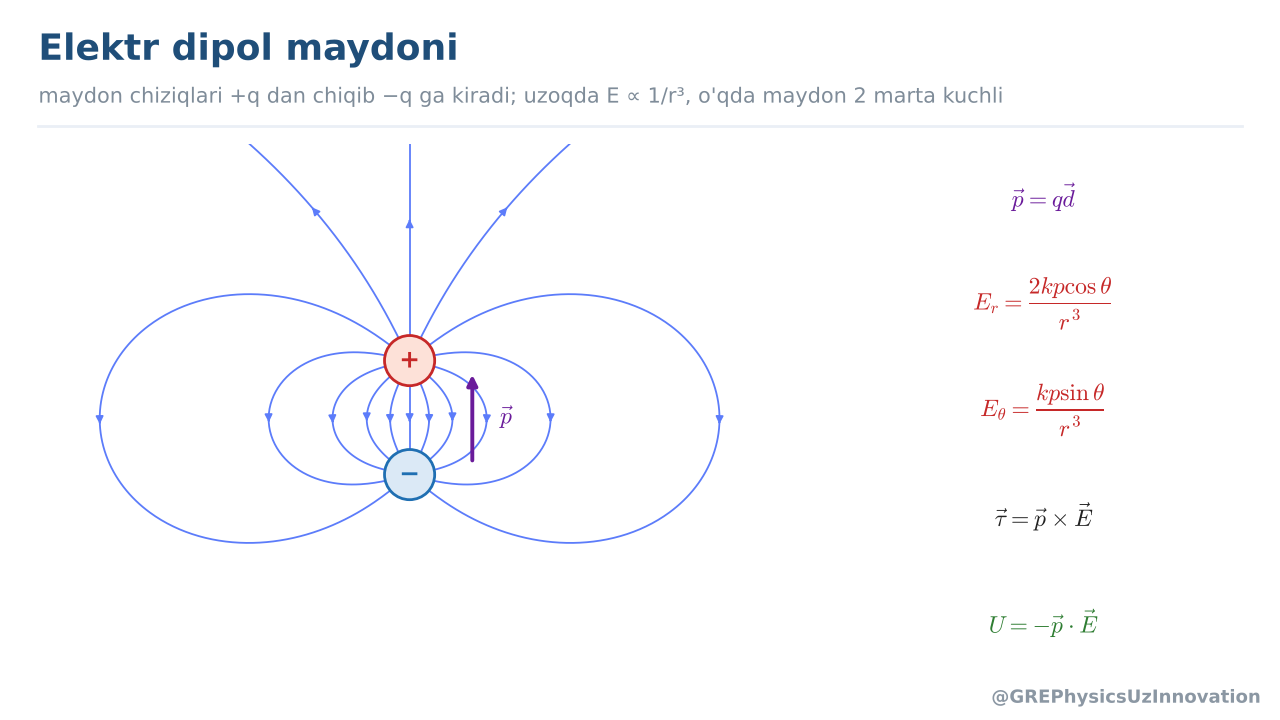 Elektr dipol maydoni
maydon chiziqlari +q dan chiqib −q ga kiradi; uzoqda E ∝ 1/r³, o'qda maydon 2 marta kuchli
+
−
p⃗
p⃗ = qd⃗
E_r = 2kp cos θ / r³
E_θ = kp sin θ / r³
τ⃗ = p⃗ × E⃗
U = −p⃗ · E⃗
@GREPhysicsUzInnovation